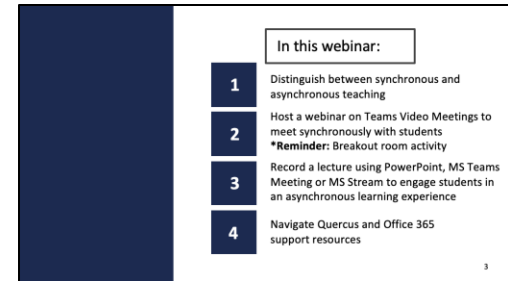 In this webinar:
1
Distinguish between synchronous and
asynchronous teaching
2
Host a webinar on Teams Video Meetings to
meet synchronously with students
*Reminder: Breakout room activity
3
Record a lecture using PowerPoint, MS Teams
Meeting or MS Stream to engage students in
an asynchronous learning experience
4
Navigate Quercus and Office 365
support resources
3